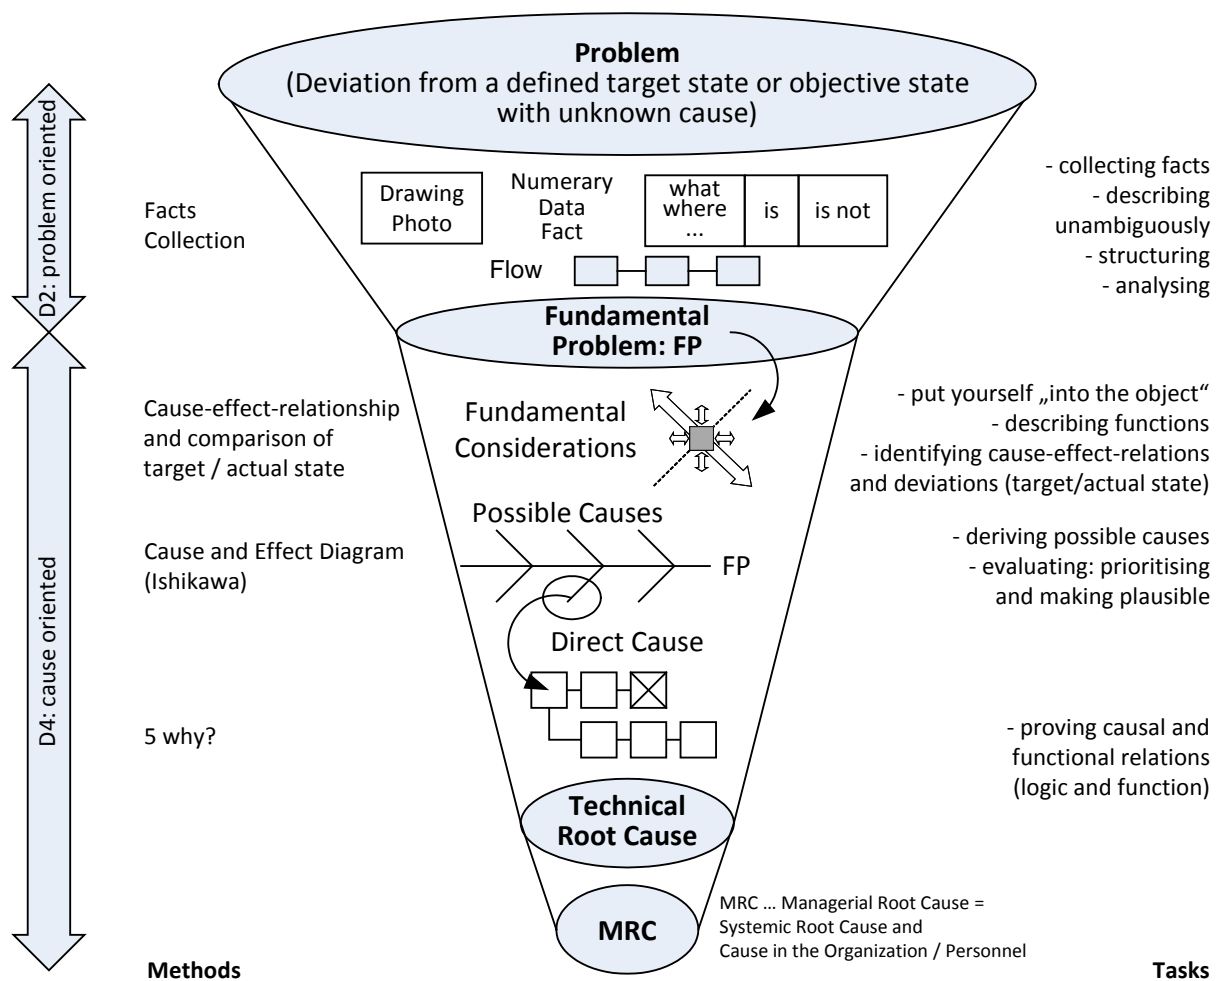 Problem
(Deviation from a defined target state or objective state
with unknown cause)
D2: problem oriented
Facts
Collection
Drawing
Photo
Numerary
Data
Fact
what
where
...
is
is not
Flow
- collecting facts
- describing
unambiguously
- structuring
- analysing
Fundamental
Problem: FP
D4: cause oriented
Cause-effect-relationship
and comparison of
target / actual state
Fundamental
Considerations
- put yourself „into the object“
- describing functions
- identifying cause-effect-relations
and deviations (target/actual state)
Possible Causes
Cause and Effect Diagram
(Ishikawa)
FP
- deriving possible causes
- evaluating: prioritising
and making plausible
Direct Cause
5 why?
- proving causal and
functional relations
(logic and function)
Technical
Root Cause
MRC
MRC ... Managerial Root Cause =
Systemic Root Cause and
Cause in the Organization / Personnel
Methods
Tasks